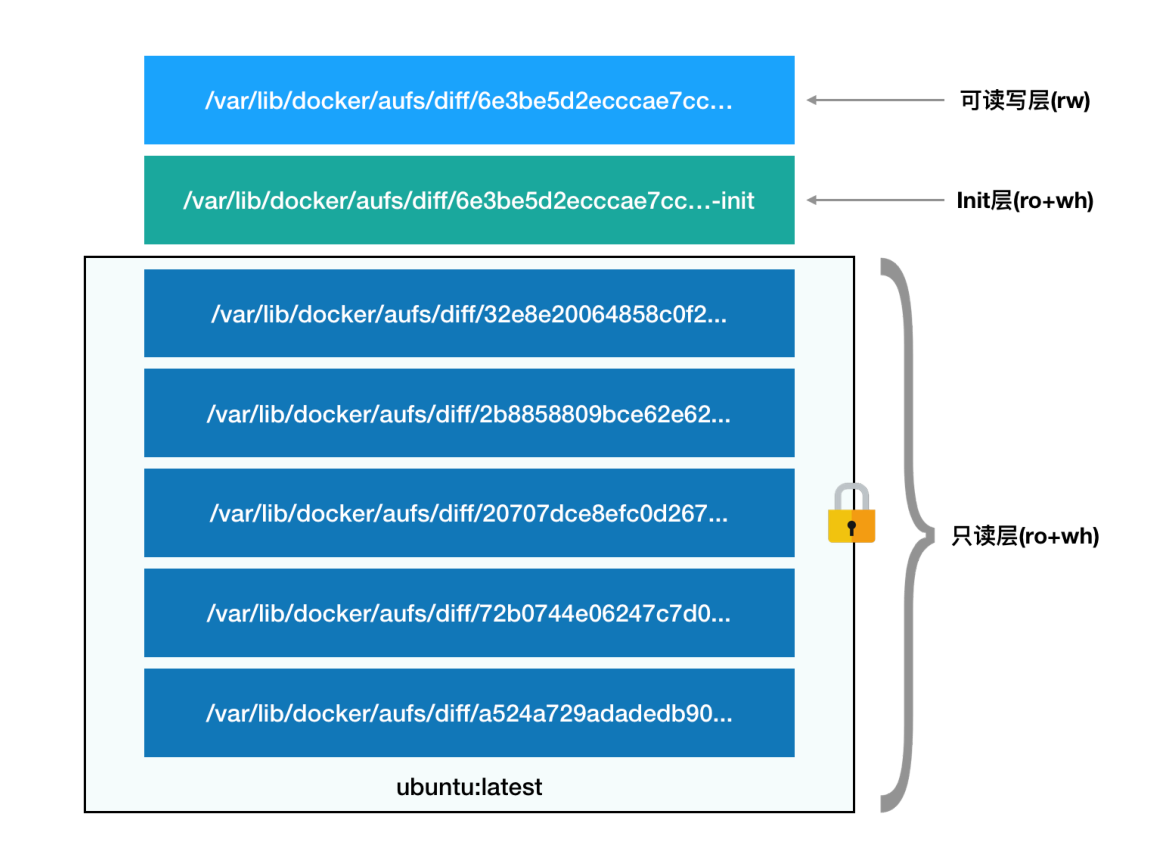 /var/lib/docker/aufs/diff/6e3be5d2ecccae7cc...
可读写层(rw)
/var/lib/docker/aufs/diff/6e3be5d2ecccae7cc...-init
Init层(ro+wh)
/var/lib/docker/aufs/diff/32e8e20064858c0f2...
/var/lib/docker/aufs/diff/2b8858809bce62e62...
/var/lib/docker/aufs/diff/20707dce8efc0d267...
只读层(ro+wh)
/var/lib/docker/aufs/diff/72b0744e06247c7d0...
/var/lib/docker/aufs/diff/a524a729adadedb90...
ubuntu:latest